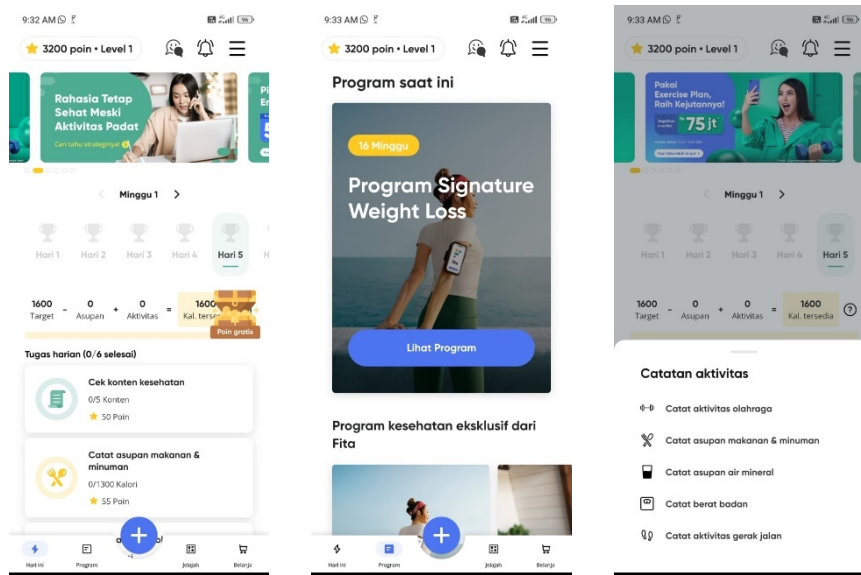 9:32 AM
96
3200 poin • Level 1
Rahasia Tetap
Sehat Meski
Aktivitas Padat
Cari tahu strateginya!
Minggu 1
Hari 1
Hari 2
Hari 3
Hari 4
Hari 5
1600
-
0
+
0
=
1600
Target
Asupan
Aktivitas
Kal. terse
Poin gratis
Tugas harian (0/6 selesai)
Cek konten kesehatan
0/5 Konten
50 Poin
Catat asupan makanan &
minuman
0/1300 Kalori
55 Poin
Hari ini
Program
Jelajah
Belanja
9:33 AM
96
3200 poin • Level 1
Program saat ini
16 Minggu
Program Signature
Weight Loss
Lihat Program
Program kesehatan eksklusif dari
Fita
Hari ini
Program
Jelajah
Belanja
9:33 AM
96
3200 poin • Level 1
Pakai
Exercise Plan,
Raih Kejutannya!
75 jt
Minggu 1
Hari 1
Hari 2
Hari 3
Hari 4
Hari 5
1600
-
0
+
0
=
1600
Target
Asupan
Aktivitas
Kal. tersedia
Catatan aktivitas
Catat aktivitas olahraga
Catat asupan makanan & minuman
Catat asupan air mineral
Catat berat badan
Catat aktivitas gerak jalan